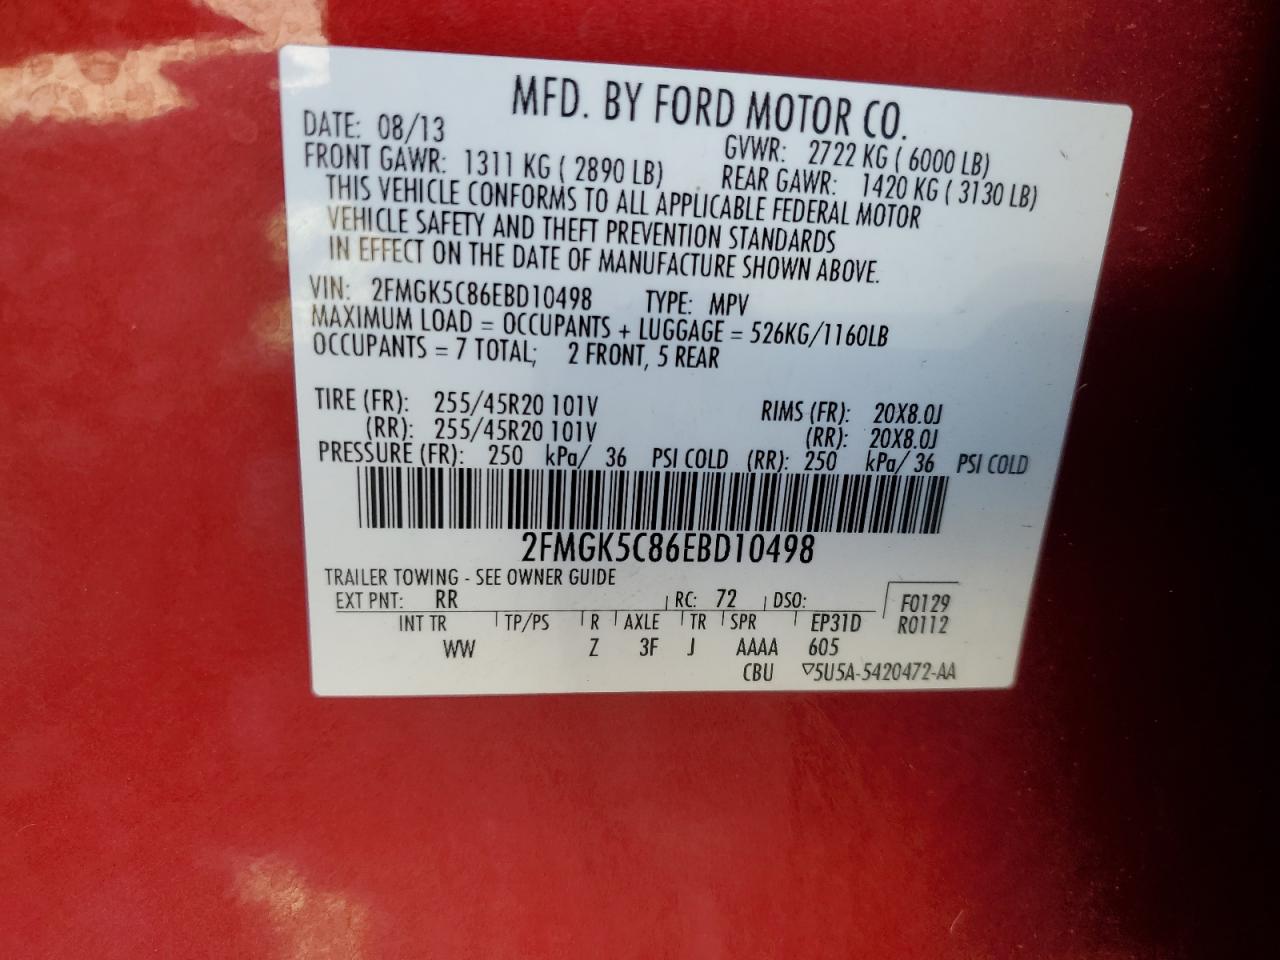 MFD. BY FORD MOTOR CO.
DATE: 08/13 GVWR: 2722 KG ( 6000 LB)
FRONT GAWR: 1311 KG ( 2890 LB) REAR GAWR: 1420 KG ( 3130 LB)
THIS VEHICLE CONFORMS TO ALL APPLICABLE FEDERAL MOTOR
VEHICLE SAFETY AND THEFT PREVENTION STANDARDS
IN EFFECT ON THE DATE OF MANUFACTURE SHOWN ABOVE.
VIN: 2FMGK5C86EBD10498 TYPE: MPV
MAXIMUM LOAD = OCCUPANTS + LUGGAGE = 526KG/1160LB
OCCUPANTS = 7 TOTAL; 2 FRONT, 5 REAR
TIRE (FR): 255/45R20 101V RIMS (FR): 20X8.0J
(RR): 255/45R20 101V (RR): 20X8.0J
PRESSURE (FR): 250 kPa/ 36 PSI COLD (RR): 250 kPa/ 36 PSI COLD
2FMGK5C86EBD10498
TRAILER TOWING - SEE OWNER GUIDE
EXT PNT: RR RC: 72 DSO: F0129
INT TR TP/PS R AXLE TR SPR EP31D R0112
WW Z 3F J AAAA 605
CBU ▽5U5A-5420472-AA